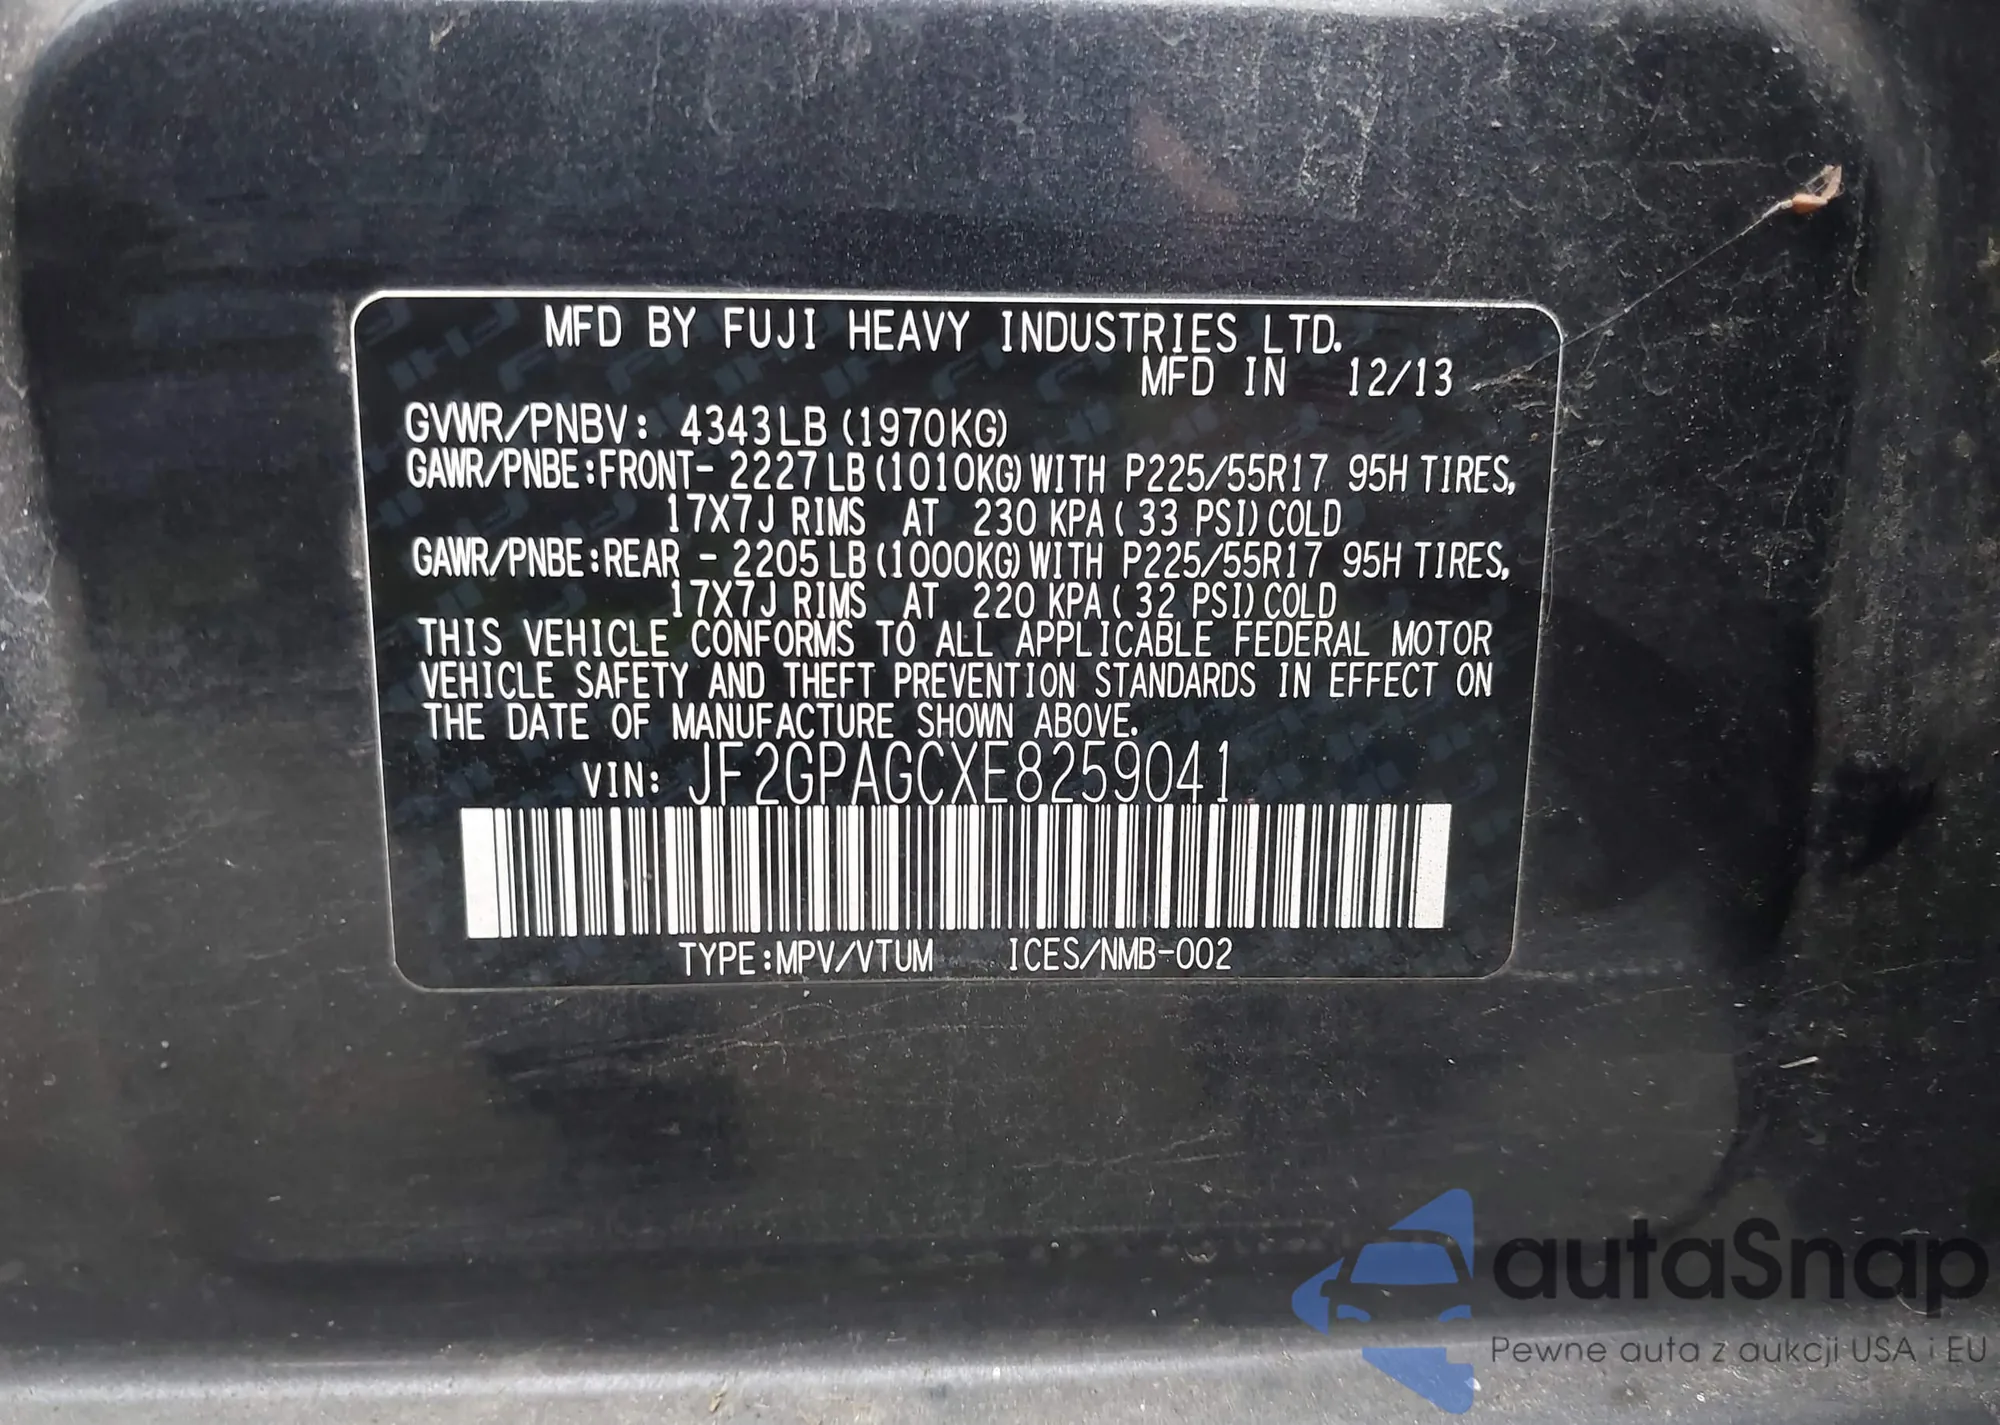 MFD BY FUJI HEAVY INDUSTRIES LTD.
MFD IN 12/13
GVWR/PNBV: 4343LB (1970KG)
GAWR/PNBE:FRONT- 2227LB (1010KG) WITH P225/55R17 95H TIRES,
17X7J RIMS AT 230 KPA (33 PSI) COLD
GAWR/PNBE:REAR - 2205LB (1000KG) WITH P225/55R17 95H TIRES,
17X7J RIMS AT 220 KPA (32 PSI) COLD
THIS VEHICLE CONFORMS TO ALL APPLICABLE FEDERAL MOTOR
VEHICLE SAFETY AND THEFT PREVENTION STANDARDS IN EFFECT ON
THE DATE OF MANUFACTURE SHOWN ABOVE.
VIN: JF2GPAGCXE8259041
TYPE:MPV/VTUM ICES/NMB-002
autaSnap
Pewne auta z aukcji USA i EU